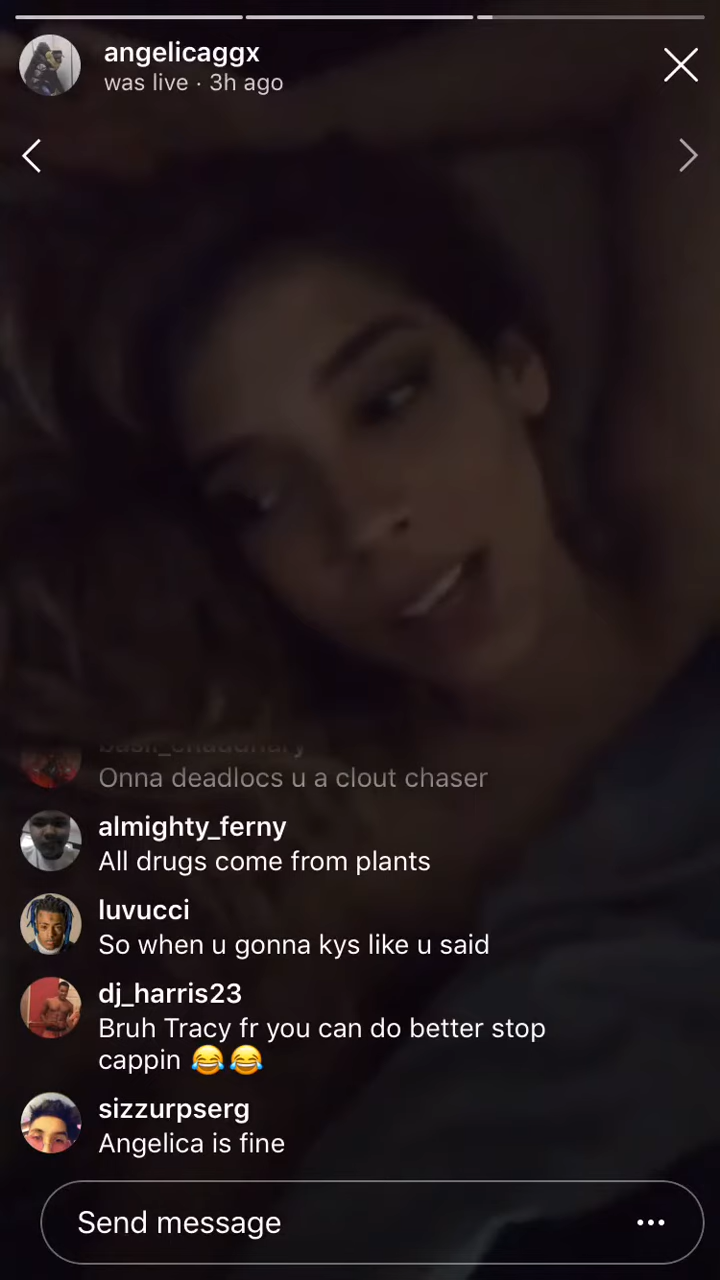 angelicaggx
was live · 3h ago
Onna deadlocs u a clout chaser
almighty_ferny
All drugs come from plants
luvucci
So when u gonna kys like u said
dj_harris23
Bruh Tracy fr you can do better stop
cappin 😂😂
sizzurpserg
Angelica is fine
Send message